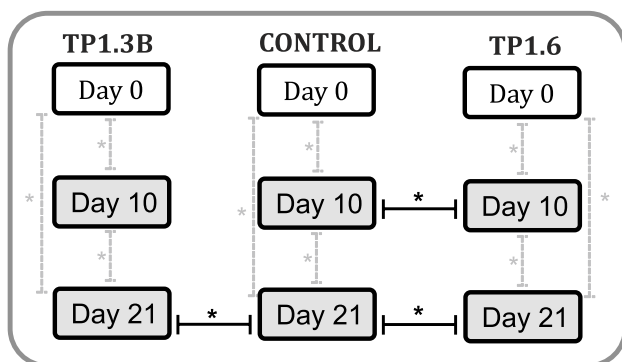 TP1.3B CONTROL TP1.6
Day 0 Day 0 Day 0
* * *
Day 10 Day 10 * Day 10
* * *
* * *
Day 21 * Day 21 * Day 21